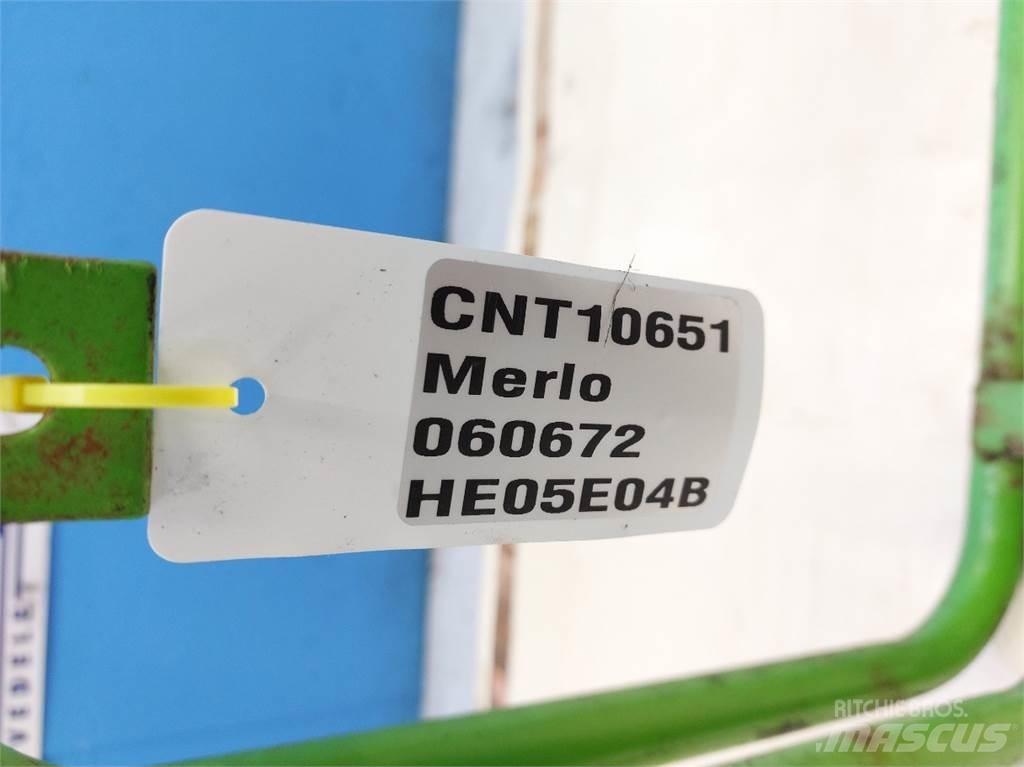 CNT10651
Merlo
060672
HE05E04B
RITCHIE BROS.
MASCUS